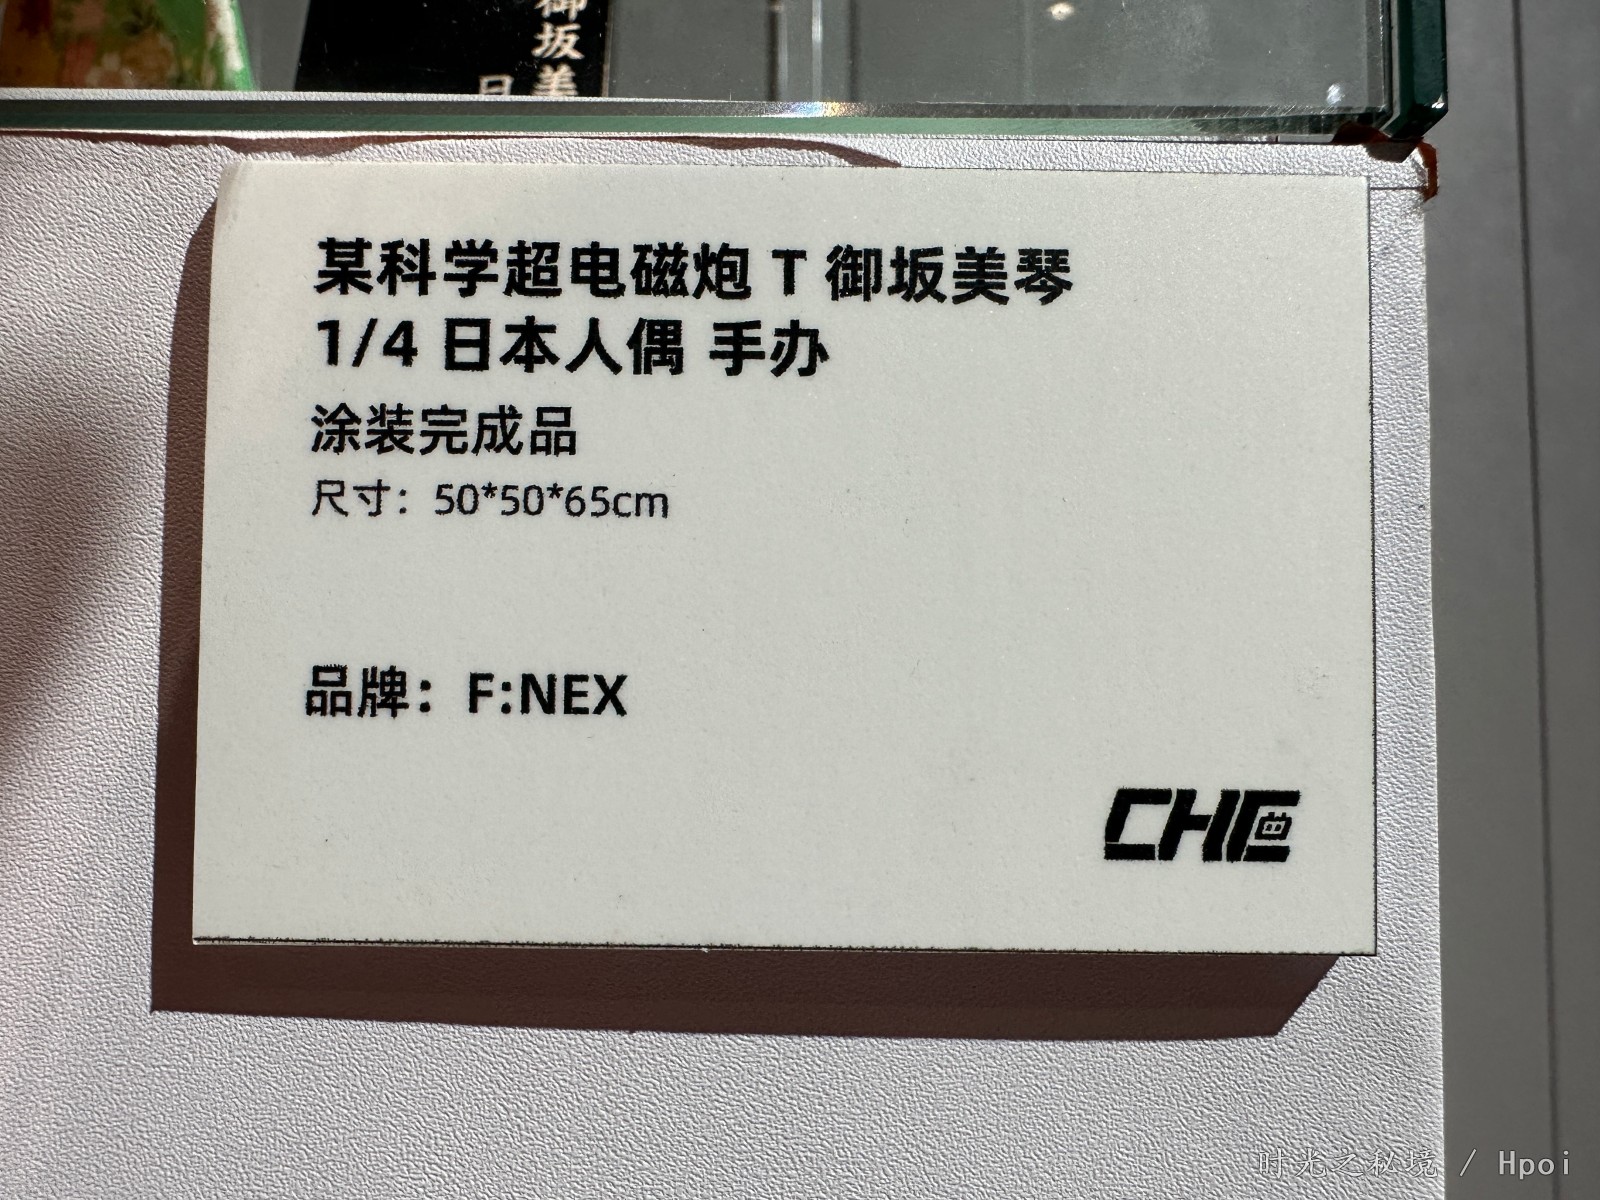 御坂美
日
某科学超电磁炮 T 御坂美琴
1/4 日本人偶 手办
涂装完成品
尺寸：50*50*65cm
品牌：F:NEX
CHE
时光之秘境 / Hpoi